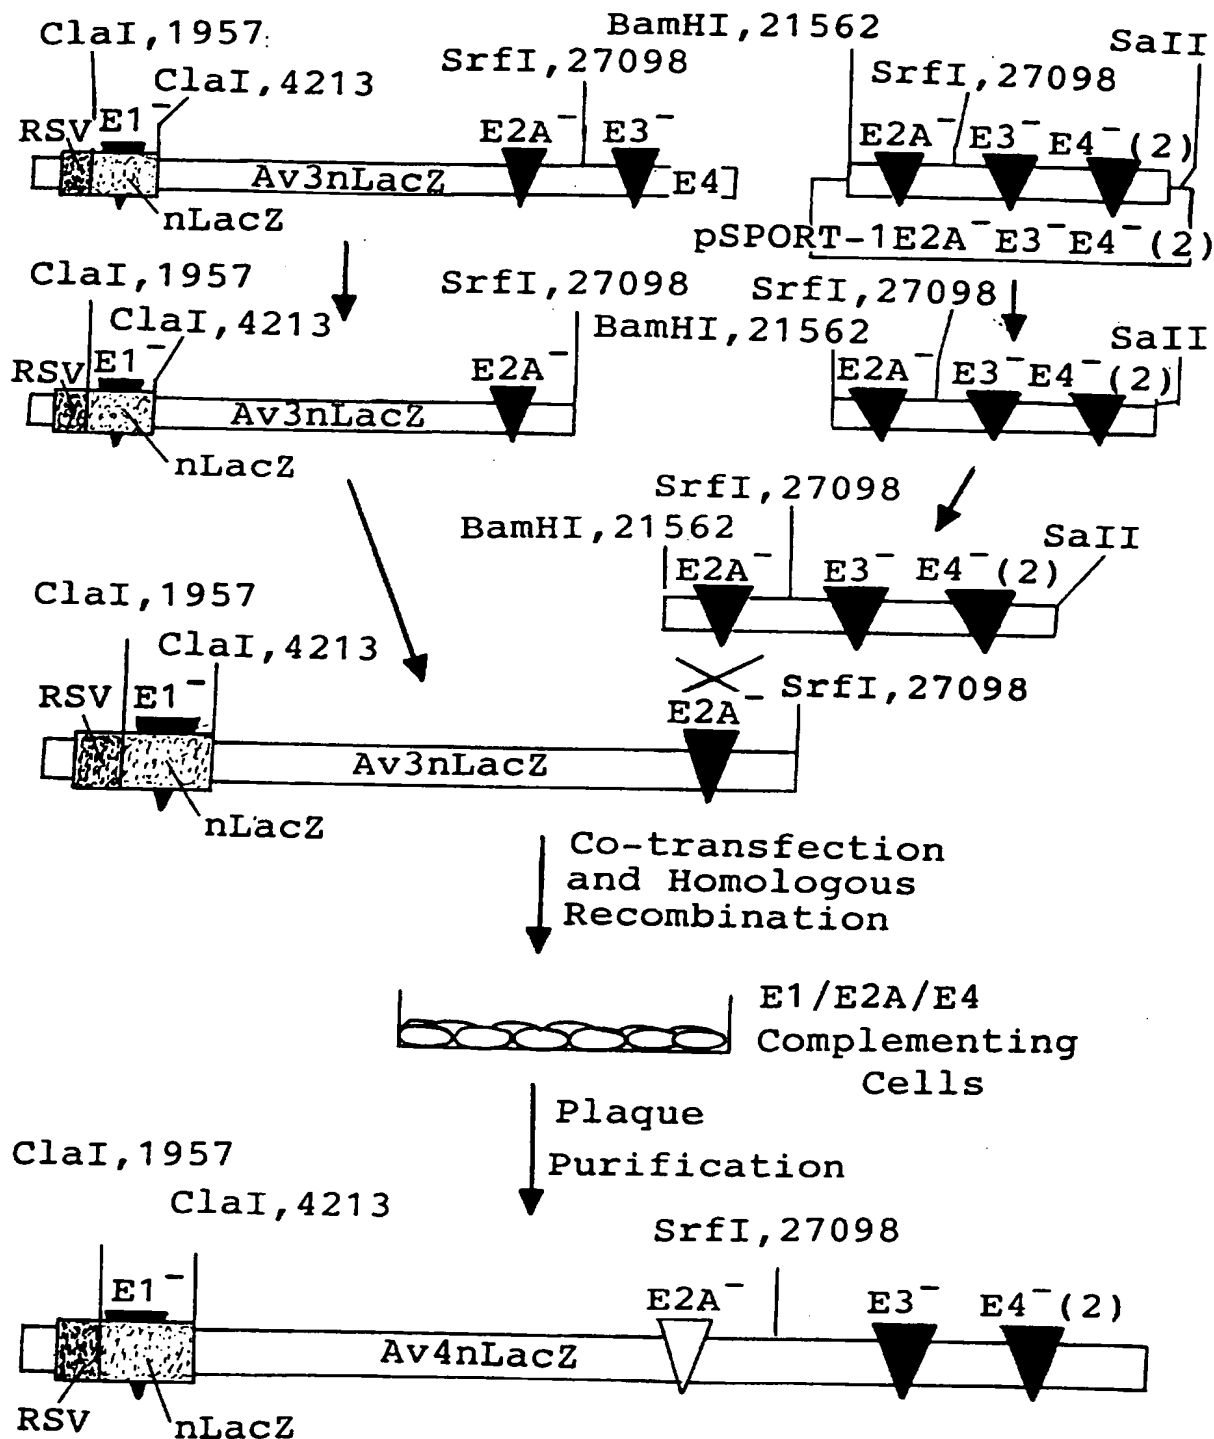 BamHI,21562
ClaI,1957
SaII
SrfI,27098
SrfI,27098
ClaI,4213
E1⁻
RSV
E2A⁻
E3⁻
E2A⁻
E3⁻
E4⁻(2)
Av3nLacZ
E4
nLacZ
pSPORT-1E2A⁻E3⁻E4⁻(2)
ClaI,1957
SrfI,27098
SrfI,27098
ClaI,4213
BamHI,21562
SaII
E1⁻
RSV
E2A⁻
E2A⁻
E3⁻
E4⁻(2)
Av3nLacZ
nLacZ
SrfI,27098
BamHI,21562
SaII
E2A⁻
E3⁻
E4⁻(2)
ClaI,1957
ClaI,4213
RSV
E1⁻
SrfI,27098
E2A⁻
Av3nLacZ
nLacZ
Co-transfection
and Homologous
Recombination
E1/E2A/E4
Complementing
Cells
Plaque
Purification
ClaI,1957
ClaI,4213
SrfI,27098
E1⁻
E2A⁻
E3⁻
E4⁻(2)
Av4nLacZ
RSV
nLacZ